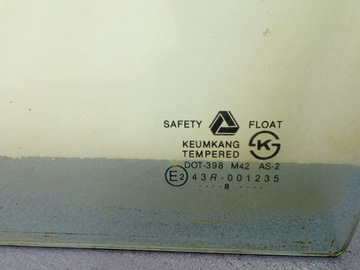 SAFETY FLOAT
KEUMKANG
TEMPERED
DOT-398 M42 AS-2
E2 43R-001235
....8....